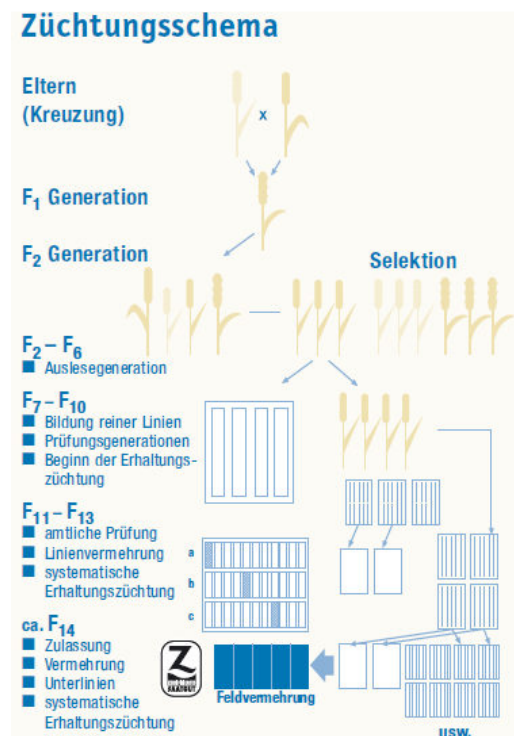 Züchtungsschema
Eltern
(Kreuzung)
x
F1 Generation
F2 Generation
Selektion
F2 – F6
■ Auslesegeneration
F7 – F10
■ Bildung reiner Linien
■ Prüfungsgenerationen
■ Beginn der Erhaltungs-
züchtung
F11 – F13
■ amtliche Prüfung
■ Linienvermehrung
■ systematische
Erhaltungszüchtung
a
b
c
ca. F14
■ Zulassung
■ Vermehrung
■ Unterlinien
■ systematische
Erhaltungszüchtung
Z
SAATGUT
Feldvermehrung
usw.